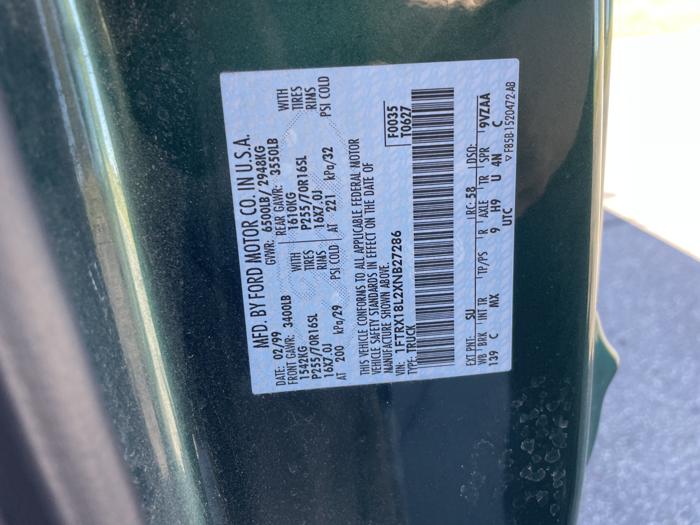 MFD. BY FORD MOTOR CO. IN U.S.A.
DATE: 02/99 GVWR: 6500LB/ 2948KG
FRONT GAWR: 3400LB REAR GAWR: 3550LB
1542KG WITH 1610KG WITH
P255/70R16SL TIRES P255/70R16SL TIRES
16X7.0J RIMS 16X7.0J RIMS
AT 200 kPa/29 PSI COLD AT 221 kPa/32 PSI COLD
THIS VEHICLE CONFORMS TO ALL APPLICABLE FEDERAL MOTOR
VEHICLE SAFETY STANDARDS IN EFFECT ON THE DATE OF
MANUFACTURE SHOWN ABOVE.
VIN: 1FTRX18L2XNB27286
TYPE: TRUCK
F0035
T0627
EXT PNT: SU RC: 58 DSO:
WB BRK INT TR TP/PS R AXLE TR SPR 9VZAA
139 C MX 9 H9 U 4N C
UTC
▽ F85B-1520472-AB